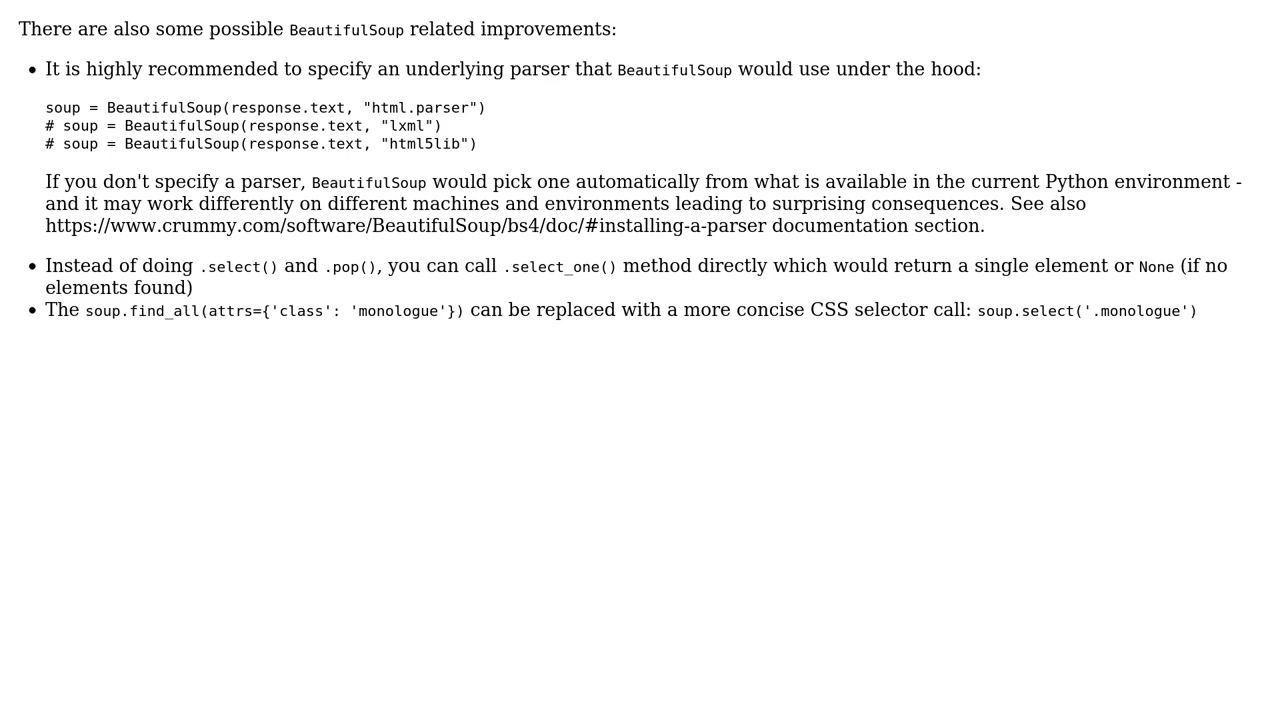 There are also some possible BeautifulSoup related improvements:
• It is highly recommended to specify an underlying parser that BeautifulSoup would use under the hood:
soup = BeautifulSoup(response.text, "html.parser")
# soup = BeautifulSoup(response.text, "lxml")
# soup = BeautifulSoup(response.text, "html5lib")
If you don't specify a parser, BeautifulSoup would pick one automatically from what is available in the current Python environment -
and it may work differently on different machines and environments leading to surprising consequences. See also
https://www.crummy.com/software/BeautifulSoup/bs4/doc/#installing-a-parser documentation section.
• Instead of doing .select() and .pop(), you can call .select_one() method directly which would return a single element or None (if no
elements found)
• The soup.find_all(attrs={'class': 'monologue'}) can be replaced with a more concise CSS selector call: soup.select('.monologue')